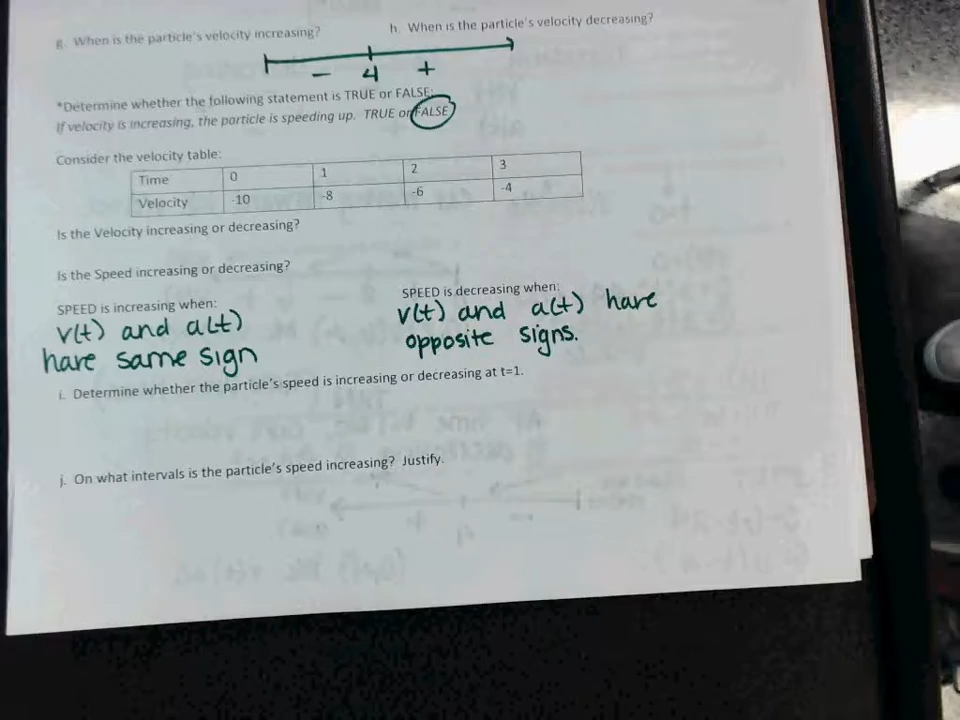 g. When is the particle's velocity increasing? h. When is the particle's velocity decreasing?
- 4 +
*Determine whether the following statement is TRUE or FALSE:
If velocity is increasing, the particle is speeding up. TRUE or FALSE
Consider the velocity table:
Time 0 1 2 3
Velocity -10 -8 -6 -4
Is the Velocity increasing or decreasing?
Is the Speed increasing or decreasing?
SPEED is increasing when: SPEED is decreasing when:
v(t) and a(t) v(t) and a(t) have
have same sign opposite signs.
i. Determine whether the particle's speed is increasing or decreasing at t=1.
j. On what intervals is the particle's speed increasing? Justify.